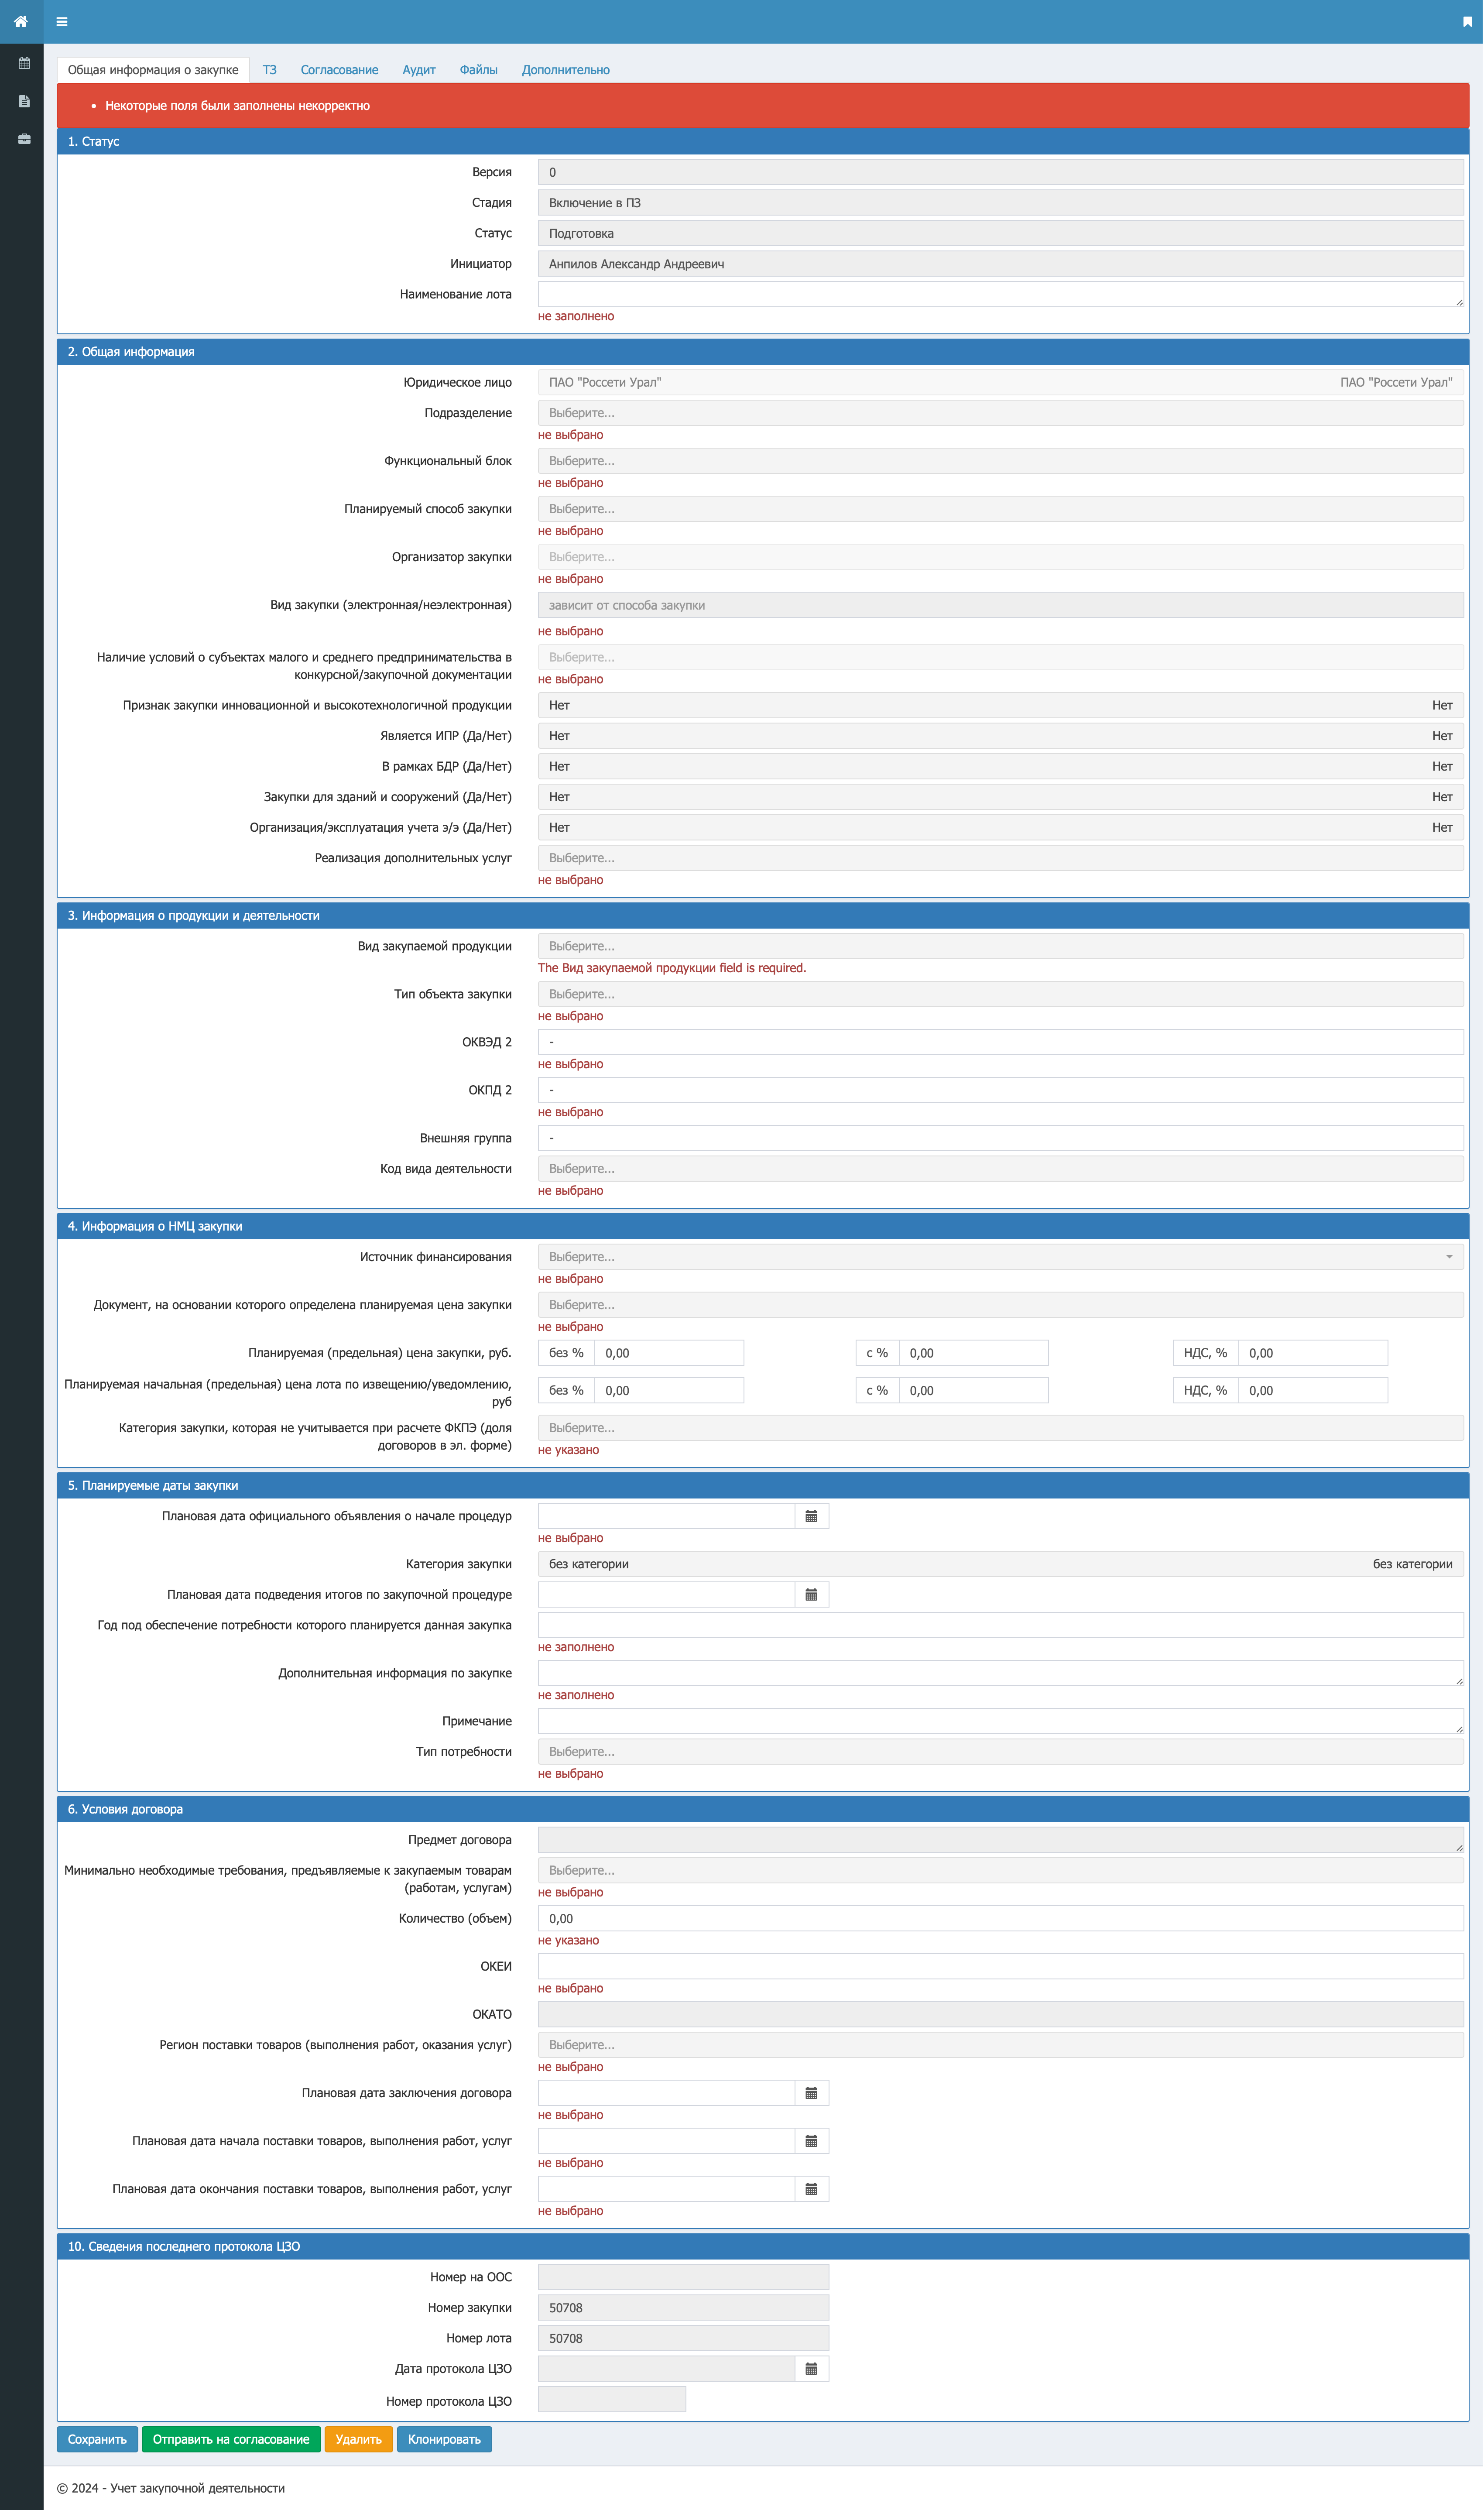 Общая информация о закупке ТЗ Согласование Аудит Файлы Дополнительно
• Некоторые поля были заполнены некорректно
1. Статус
Версия 0
Стадия Включение в ПЗ
Статус Подготовка
Инициатор Анпилов Александр Андреевич
Наименование лота
не заполнено
2. Общая информация
Юридическое лицо ПАО "Россети Урал" ПАО "Россети Урал"
Подразделение Выберите...
не выбрано
Функциональный блок Выберите...
не выбрано
Планируемый способ закупки Выберите...
не выбрано
Организатор закупки Выберите...
не выбрано
Вид закупки (электронная/неэлектронная) зависит от способа закупки
не выбрано
Наличие условий о субъектах малого и среднего предпринимательства в
конкурсной/закупочной документации
Выберите...
не выбрано
Признак закупки инновационной и высокотехнологичной продукции Нет Нет
Является ИПР (Да/Нет) Нет Нет
В рамках БДР (Да/Нет) Нет Нет
Закупки для зданий и сооружений (Да/Нет) Нет Нет
Организация/эксплуатация учета э/э (Да/Нет) Нет Нет
Реализация дополнительных услуг Выберите...
не выбрано
3. Информация о продукции и деятельности
Вид закупаемой продукции Выберите...
The Вид закупаемой продукции field is required.
Тип объекта закупки Выберите...
не выбрано
ОКВЭД 2 -
не выбрано
ОКПД 2 -
не выбрано
Внешняя группа -
Код вида деятельности Выберите...
не выбрано
4. Информация о НМЦ закупки
Источник финансирования Выберите...
не выбрано
Документ, на основании которого определена планируемая цена закупки Выберите...
не выбрано
Планируемая (предельная) цена закупки, руб. без % 0,00 с % 0,00 НДС, % 0,00
Планируемая начальная (предельная) цена лота по извещению/уведомлению,
руб
без % 0,00 с % 0,00 НДС, % 0,00
Категория закупки, которая не учитывается при расчете ФКПЭ (доля
договоров в эл. форме)
Выберите...
не указано
5. Планируемые даты закупки
Плановая дата официального объявления о начале процедур
не выбрано
Категория закупки без категории без категории
Плановая дата подведения итогов по закупочной процедуре
Год под обеспечение потребности которого планируется данная закупка
не заполнено
Дополнительная информация по закупке
не заполнено
Примечание
Тип потребности Выберите...
не выбрано
6. Условия договора
Предмет договора
Минимально необходимые требования, предъявляемые к закупаемым товарам
(работам, услугам)
Выберите...
не выбрано
Количество (объем) 0,00
не указано
ОКЕИ
не выбрано
ОКАТО
Регион поставки товаров (выполнения работ, оказания услуг) Выберите...
не выбрано
Плановая дата заключения договора
не выбрано
Плановая дата начала поставки товаров, выполнения работ, услуг
не выбрано
Плановая дата окончания поставки товаров, выполнения работ, услуг
не выбрано
10. Сведения последнего протокола ЦЗО
Номер на ООС
Номер закупки 50708
Номер лота 50708
Дата протокола ЦЗО
Номер протокола ЦЗО
Сохранить Отправить на согласование Удалить Клонировать
© 2024 - Учет закупочной деятельности